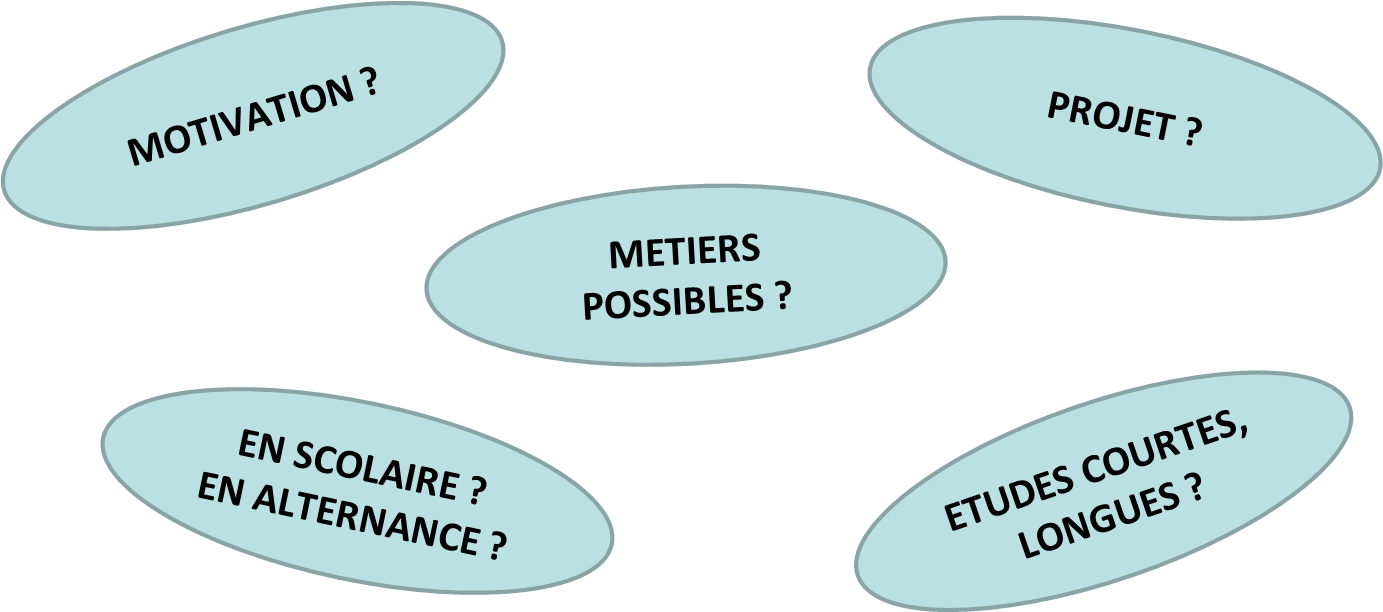 MOTIVATION ?
PROJET ?
METIERS
POSSIBLES ?
EN SCOLAIRE ?
EN ALTERNANCE ?
ETUDES COURTES,
LONGUES ?